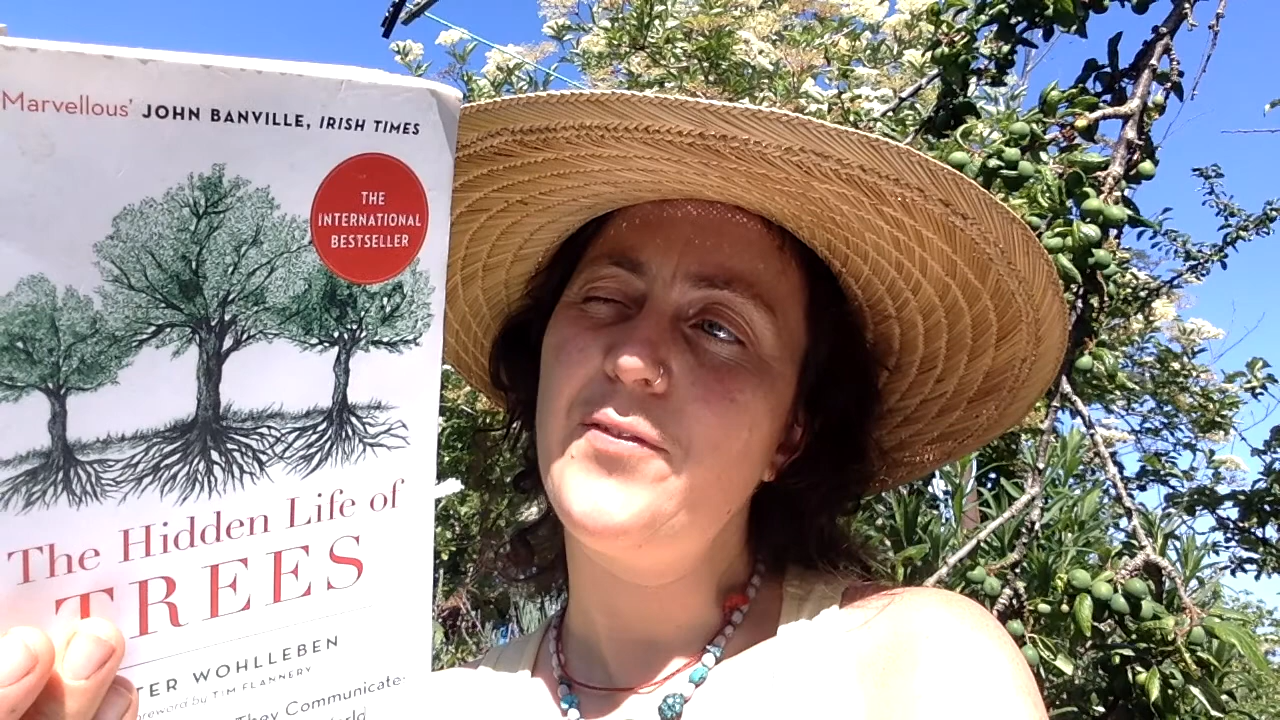 Marvellous' JOHN BANVILLE, IRISH TIMES
THE
INTERNATIONAL
BESTSELLER
The Hidden Life of
TREES
TER WOHLLEBEN
oreword by TIM FLANNERY
They Communicate-